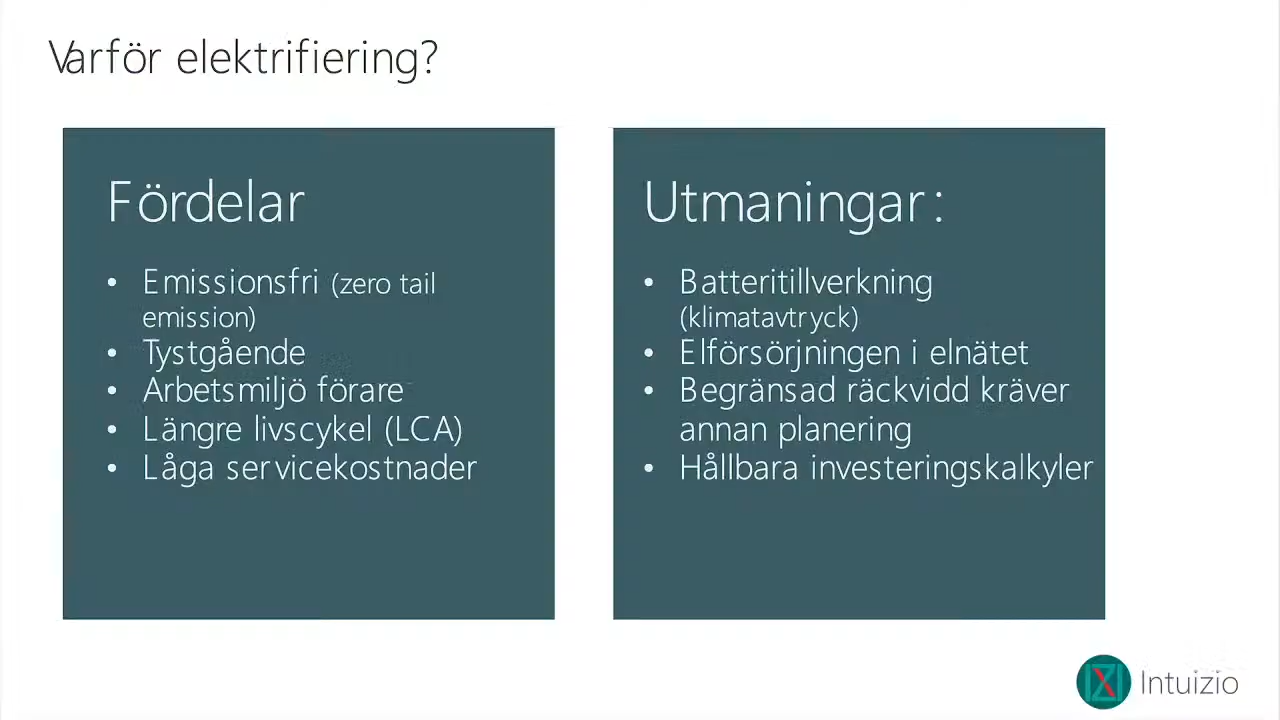 Varför elektrifiering?
Fördelar
• Emissionsfri (zero tail
emission)
• Tystgående
• Arbetsmiljö förare
• Längre livscykel (LCA)
• Låga servicekostnader
Utmaningar:
• Batteritillverkning
(klimatavtryck)
• Elförsörjningen i elnätet
• Begränsad räckvidd kräver
annan planering
• Hållbara investeringskalkyler
Intuizio